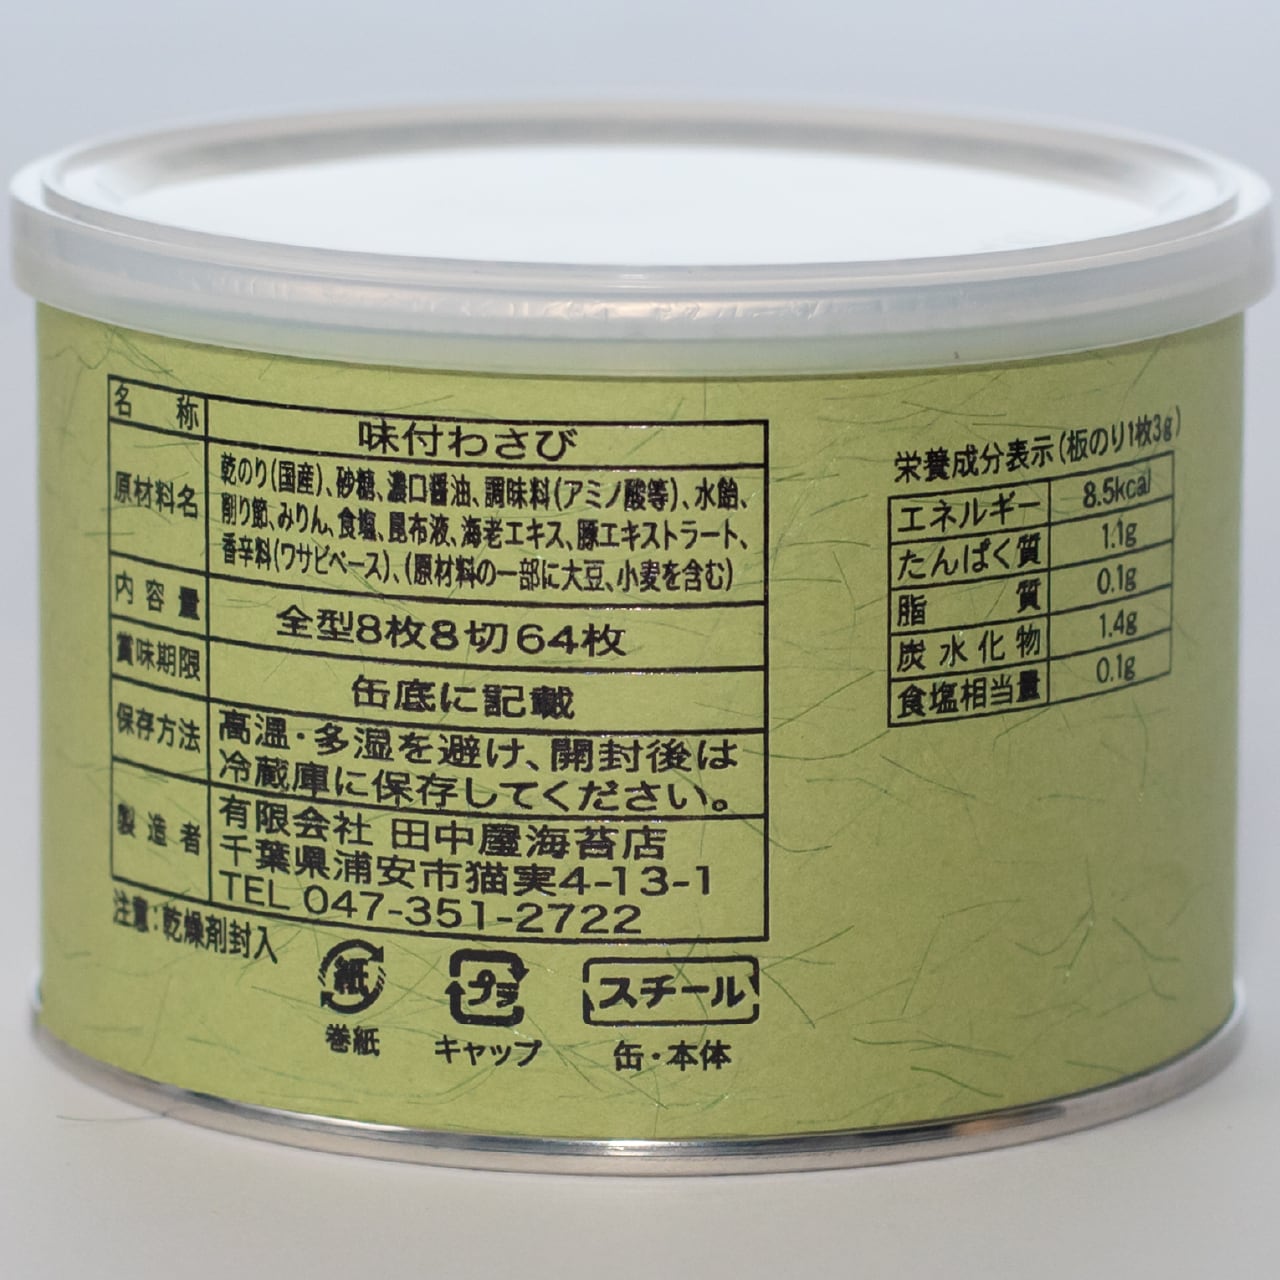 名称 味付わさび
原材料名 乾のり(国産)、砂糖、濃口醤油、調味料(アミノ酸等)、水飴、
削り節、みりん、食塩、昆布液、海老エキス、豚エキストラート、
香辛料(ワサビベース)、(原材料の一部に大豆、小麦を含む)
内容量 全型8枚8切64枚
賞味期限 缶底に記載
保存方法 高温・多湿を避け、開封後は
冷蔵庫に保存してください。
製造者 有限会社 田中屋海苔店
千葉県浦安市猫実4-13-1
TEL 047-351-2722
注意:乾燥剤封入
紙
巻紙
プラ
キャップ
スチール
缶・本体
栄養成分表示(板のり1枚3g)
エネルギー 8.5kcal
たんぱく質 1.1g
脂質 0.1g
炭水化物 1.4g
食塩相当量 0.1g